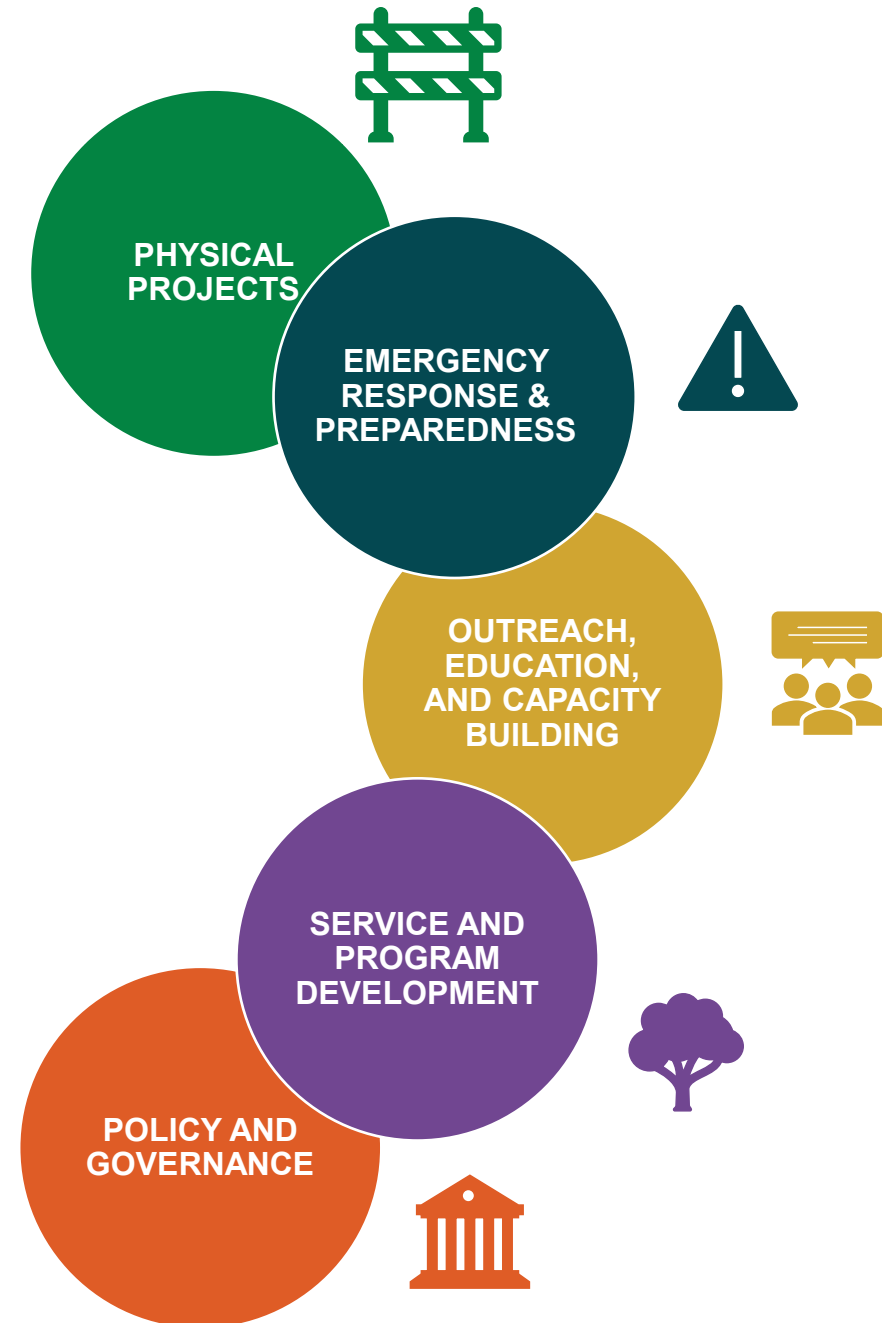 PHYSICAL
PROJECTS
EMERGENCY
RESPONSE &
PREPAREDNESS
OUTREACH,
EDUCATION,
AND CAPACITY
BUILDING
SERVICE AND
PROGRAM
DEVELOPMENT
POLICY AND
GOVERNANCE